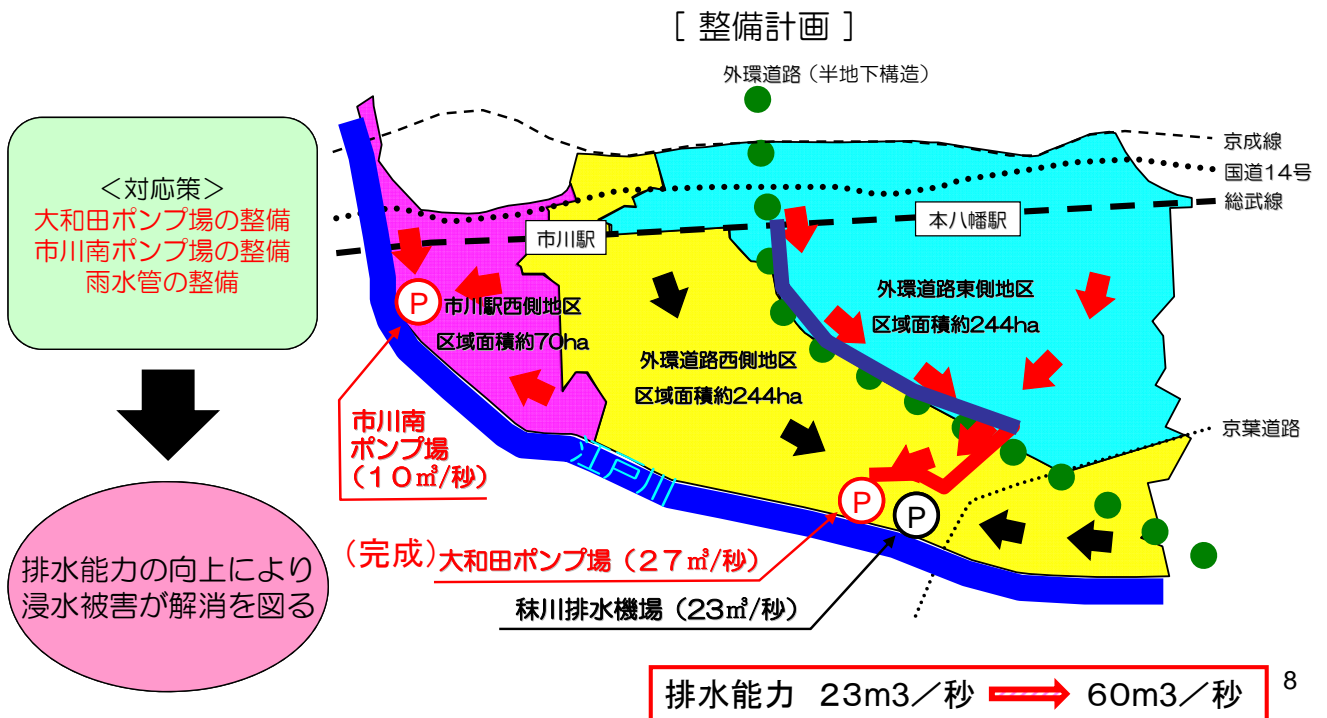 [ 整備計画 ]
外環道路（半地下構造）
京成線
国道14号
総武線
＜対応策＞
大和田ポンプ場の整備
市川南ポンプ場の整備
雨水管の整備
市川駅
本八幡駅
P
市川駅西側地区
区域面積約70ha
外環道路東側地区
区域面積約244ha
外環道路西側地区
区域面積約244ha
京葉道路
市川南
ポンプ場
（１０㎥/秒）
江戸川
P
P
排水能力の向上により
浸水被害が解消を図る
(完成)
大和田ポンプ場（２７㎥/秒）
秣川排水機場（23㎥/秒）
排水能力　23m3／秒　60m3／秒
8